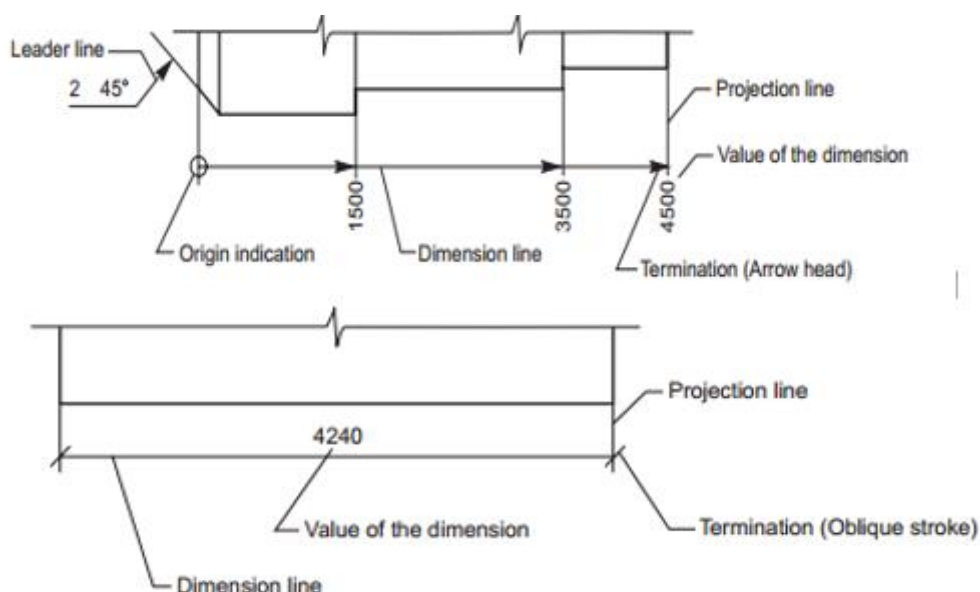 Leader line
2 45°
Projection line
Value of the dimension
1500
3500
4500
Origin indication
Dimension line
Termination (Arrow head)
Projection line
4240
Value of the dimension
Termination (Oblique stroke)
Dimension line